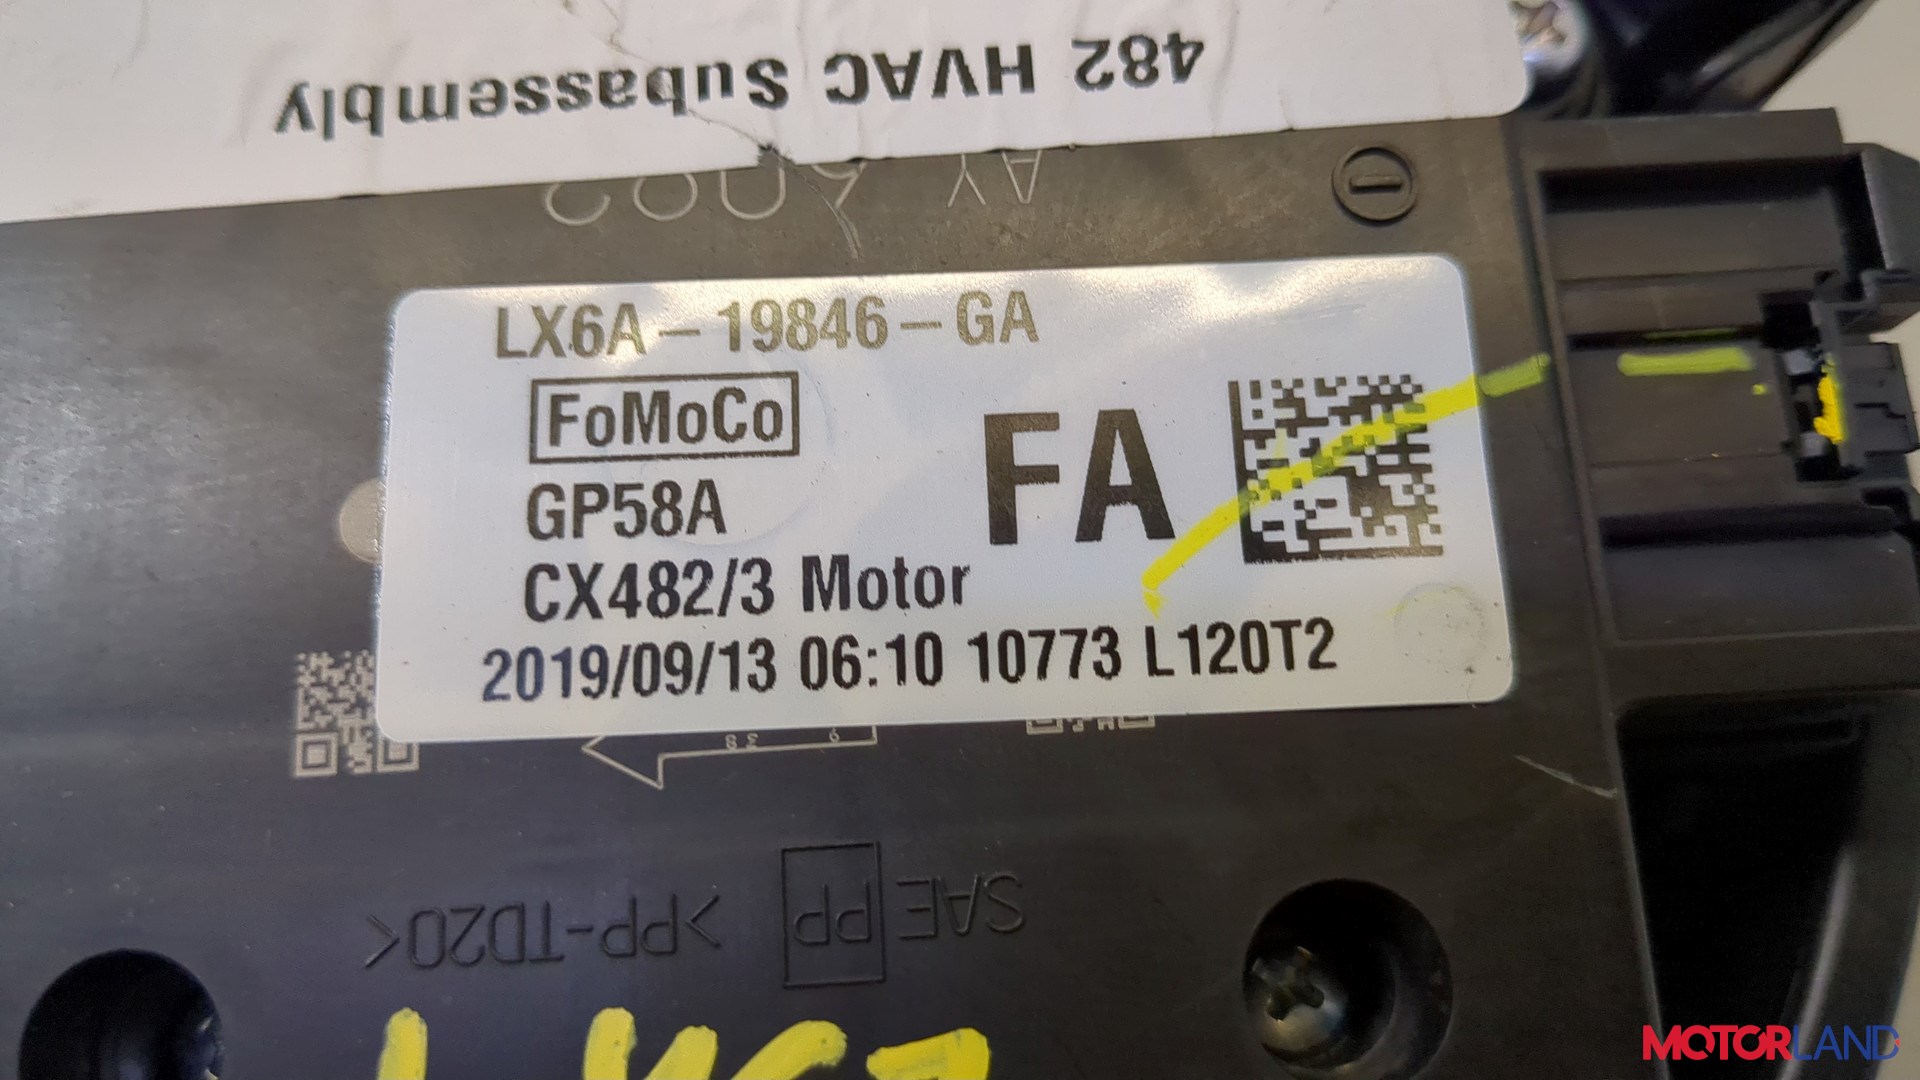 482 HVAC Subassembly
AY
LX6A-19846-GA
FoMoCo
GP58A
FA
CX482/3 Motor
2019/09/13 06:10 10773 L120T2
SAE PP >PP-TD20<
MOTORLAND